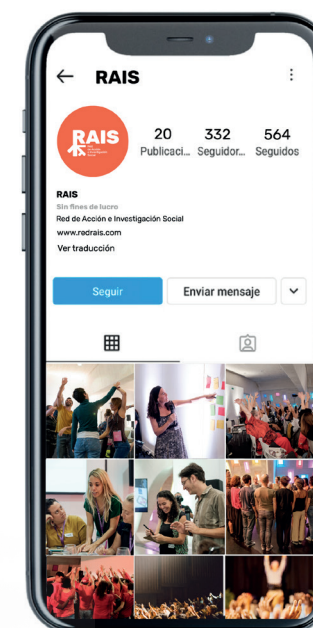 ← RAIS
RAIS
20 332 564
Publicaci... Seguidor... Seguidos
RAIS
Sin fines de lucro
Red de Acción e Investigación Social
www.redrais.com
Ver traducción
Seguir Enviar mensaje